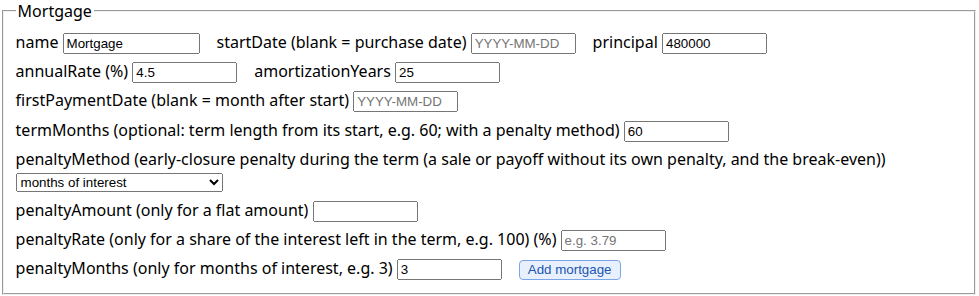 Mortgage
name Mortgage startDate (blank = purchase date) YYYY-MM-DD principal 480000
annualRate (%) 4.5 amortizationYears 25
firstPaymentDate (blank = month after start) YYYY-MM-DD
termMonths (optional: term length from its start, e.g. 60; with a penalty method) 60
penaltyMethod (early-closure penalty during the term (a sale or payoff without its own penalty, and the break-even))
months of interest
penaltyAmount (only for a flat amount)
penaltyRate (only for a share of the interest left in the term, e.g. 100) (%) e.g. 3.79
penaltyMonths (only for months of interest, e.g. 3) 3 Add mortgage